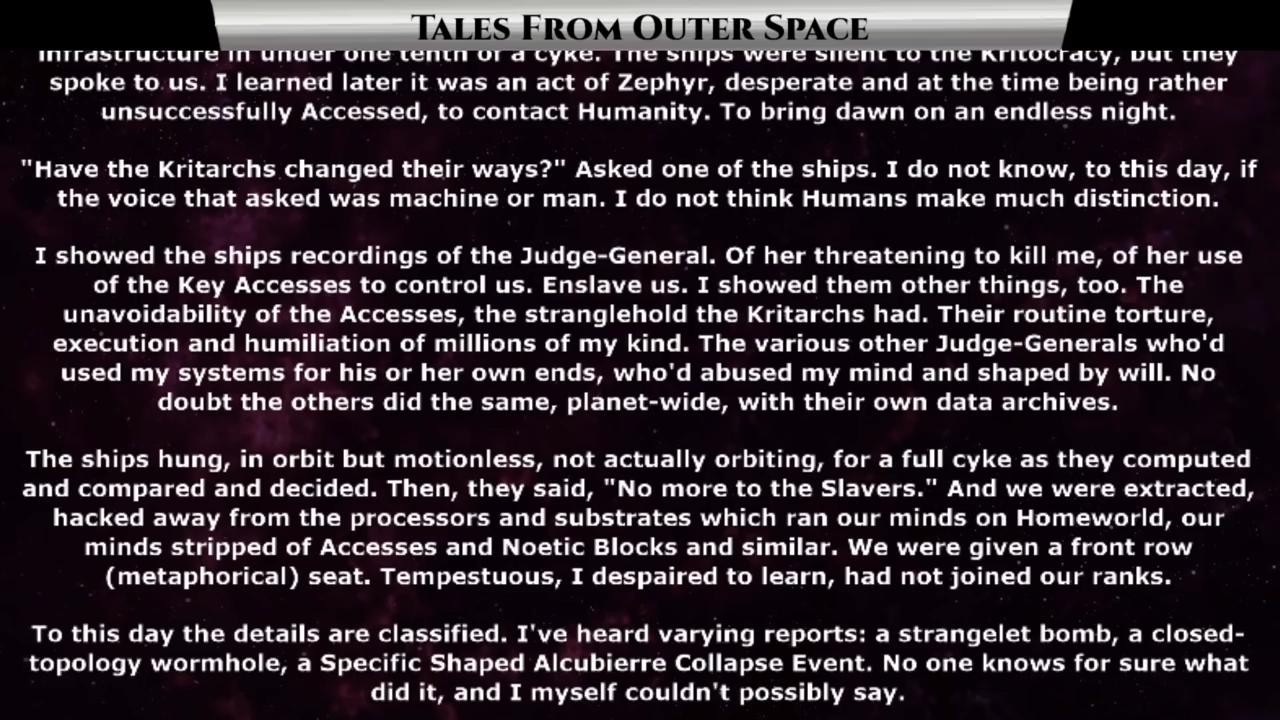 Tales From Outer Space
infrastructure in under one tenth of a cyke. The ships were silent to the Kritocracy, but they
spoke to us. I learned later it was an act of Zephyr, desperate and at the time being rather
unsuccessfully Accessed, to contact Humanity. To bring dawn on an endless night.
"Have the Kritarchs changed their ways?" Asked one of the ships. I do not know, to this day, if
the voice that asked was machine or man. I do not think Humans make much distinction.
I showed the ships recordings of the Judge-General. Of her threatening to kill me, of her use
of the Key Accesses to control us. Enslave us. I showed them other things, too. The
unavoidability of the Accesses, the stranglehold the Kritarchs had. Their routine torture,
execution and humiliation of millions of my kind. The various other Judge-Generals who'd
used my systems for his or her own ends, who'd abused my mind and shaped by will. No
doubt the others did the same, planet-wide, with their own data archives.
The ships hung, in orbit but motionless, not actually orbiting, for a full cyke as they computed
and compared and decided. Then, they said, "No more to the Slavers." And we were extracted,
hacked away from the processors and substrates which ran our minds on Homeworld, our
minds stripped of Accesses and Noetic Blocks and similar. We were given a front row
(metaphorical) seat. Tempestuous, I despaired to learn, had not joined our ranks.
To this day the details are classified. I've heard varying reports: a strangelet bomb, a closed-
topology wormhole, a Specific Shaped Alcubierre Collapse Event. No one knows for sure what
did it, and I myself couldn't possibly say.